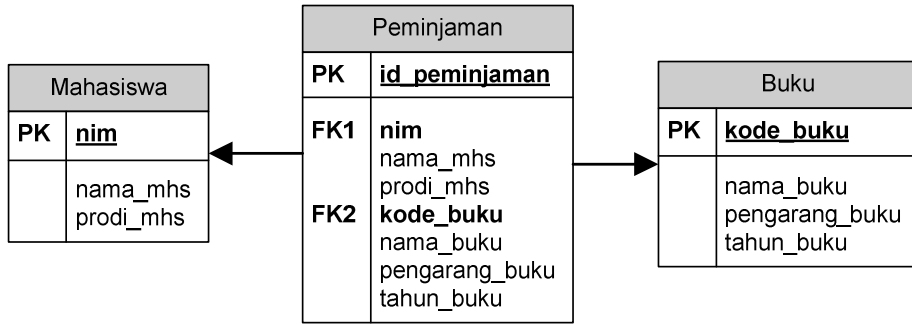 Mahasiswa
PK nim
nama_mhs
prodi_mhs
Peminjaman
PK id_peminjaman
FK1 nim
nama_mhs
prodi_mhs
FK2 kode_buku
nama_buku
pengarang_buku
tahun_buku
Buku
PK kode_buku
nama_buku
pengarang_buku
tahun_buku